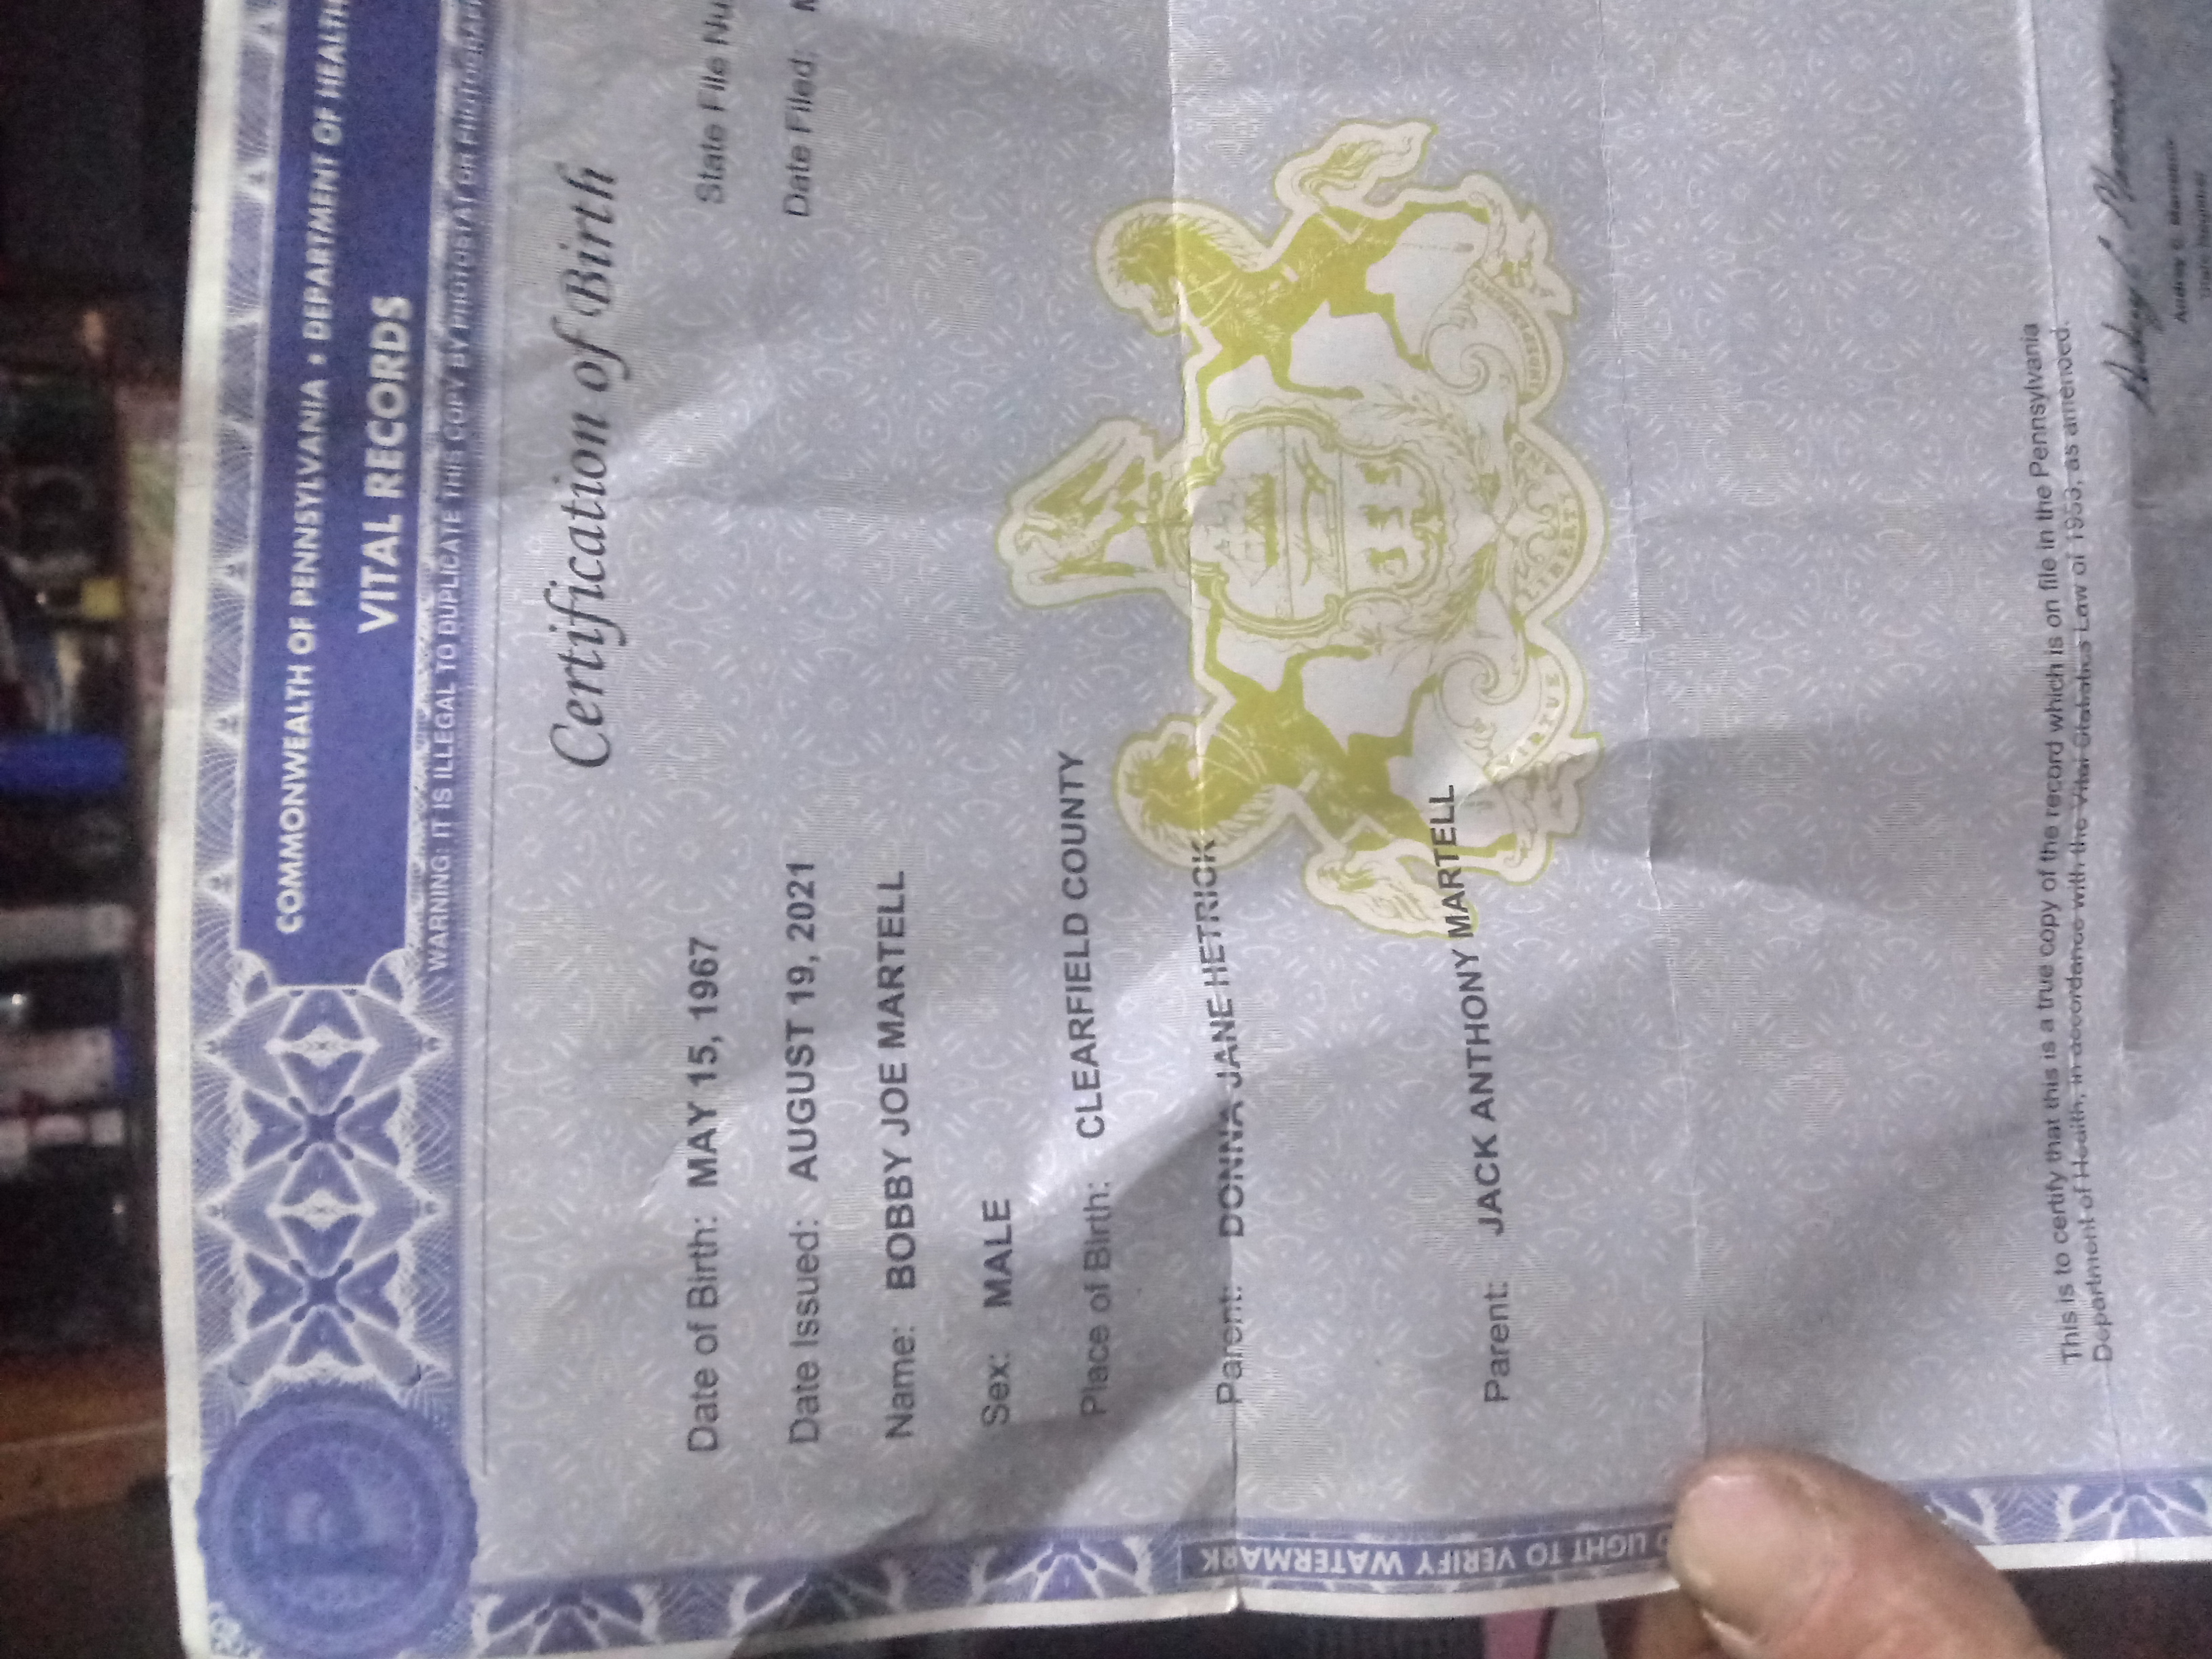 COMMONWEALTH OF PENNSYLVANIA • DEPARTMENT OF HEALTH
VITAL RECORDS
WARNING: IT IS ILLEGAL TO DUPLICATE THIS COPY BY PHOTOSTAT OR PHOTOGRAPH
Certification of Birth
State File Nu
Date of Birth: MAY 15, 1967
Date Filed: M
Date Issued: AUGUST 19, 2021
Name: BOBBY JOE MARTELL
Sex: MALE
Place of Birth: CLEARFIELD COUNTY
Parent: DONNA JANE HETRICK
Parent: JACK ANTHONY MARTELL
VIRTUE
LIBERTY
AND
INDEPEN
LIGHT TO VERIFY WATERMARK
This is to certify that this is a true copy of the record which is on file in the Pennsylvania
Department of Health, in accordance with the Vital Statistics Law of 1953, as amended.